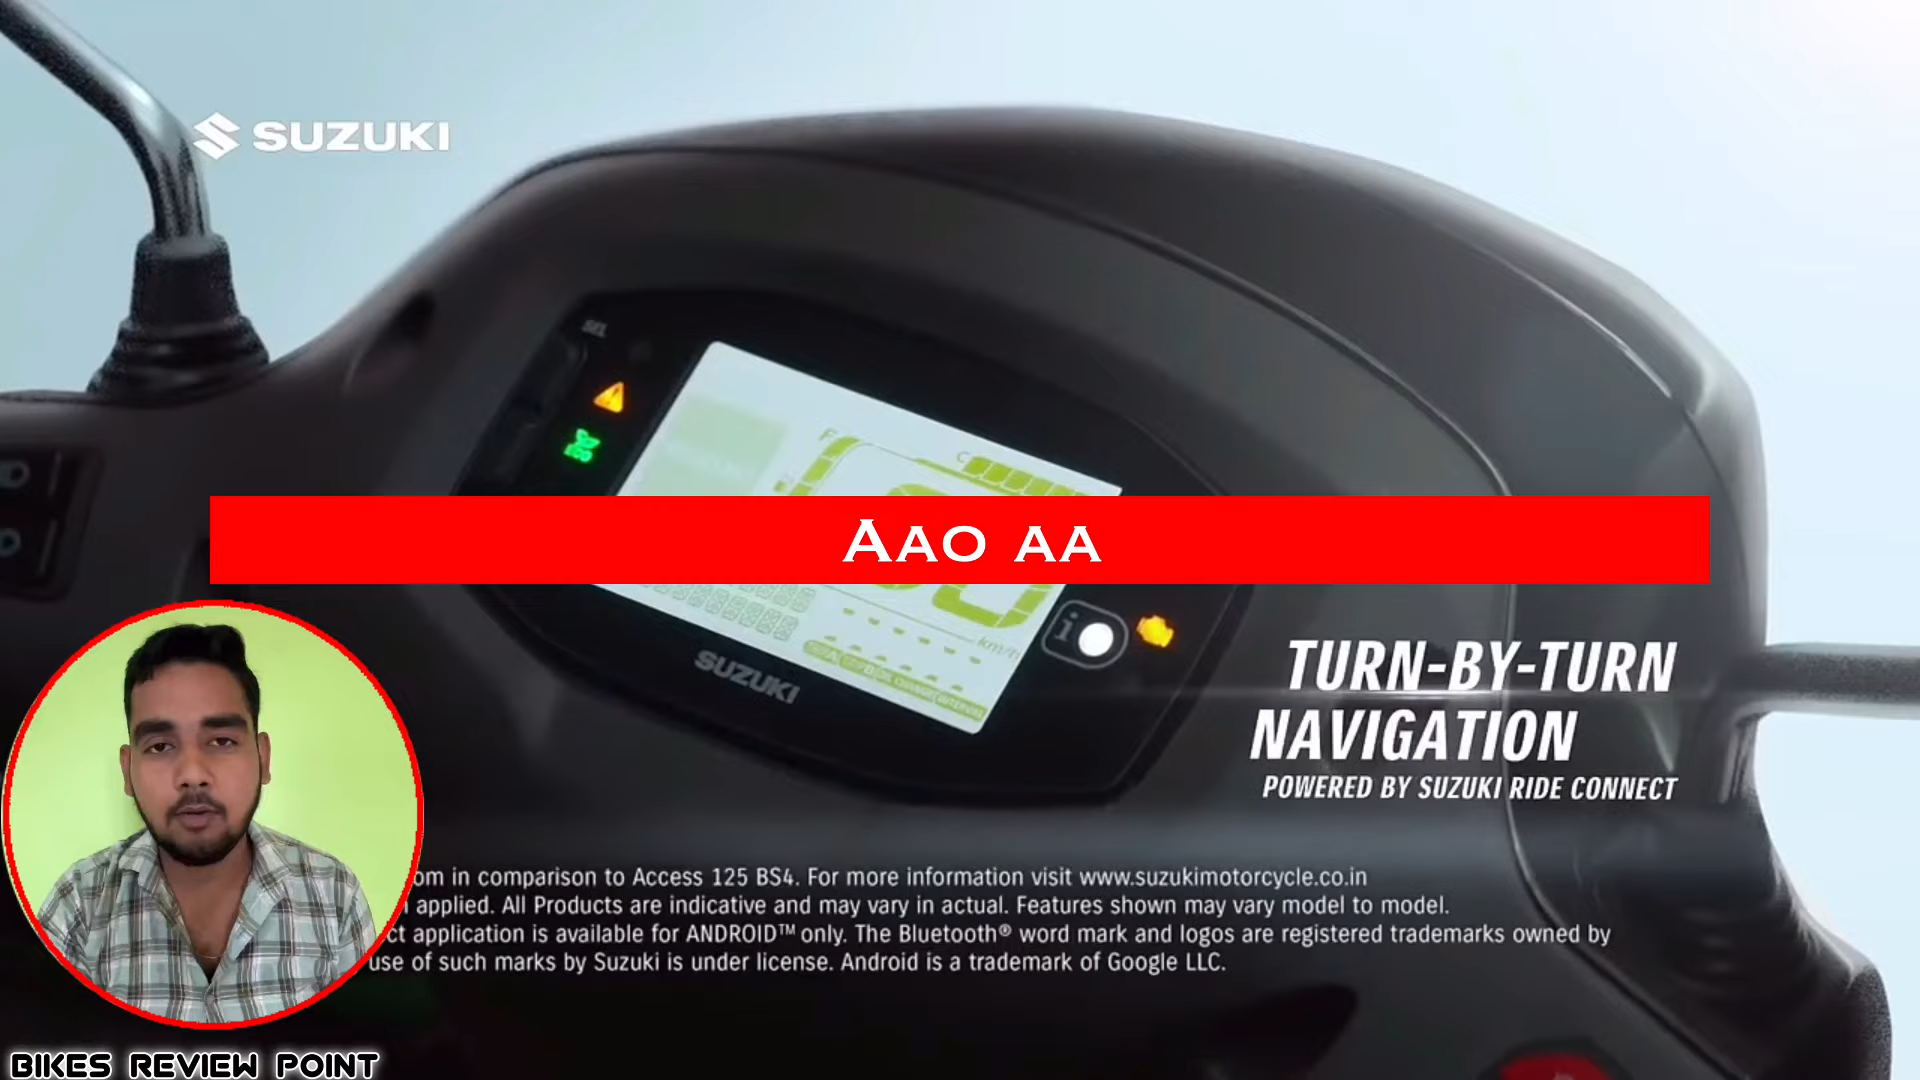 SUZUKI
SEL
ECO
F
C
AAO AA
km/h
i
SUZUKI
TURN-BY-TURN
NAVIGATION
POWERED BY SUZUKI RIDE CONNECT
om in comparison to Access 125 BS4. For more information visit www.suzukimotorcycle.co.in
applied. All Products are indicative and may vary in actual. Features shown may vary model to model.
ct application is available for ANDROID™ only. The Bluetooth® word mark and logos are registered trademarks owned by
use of such marks by Suzuki is under license. Android is a trademark of Google LLC.
BIKES REVIEW POINT